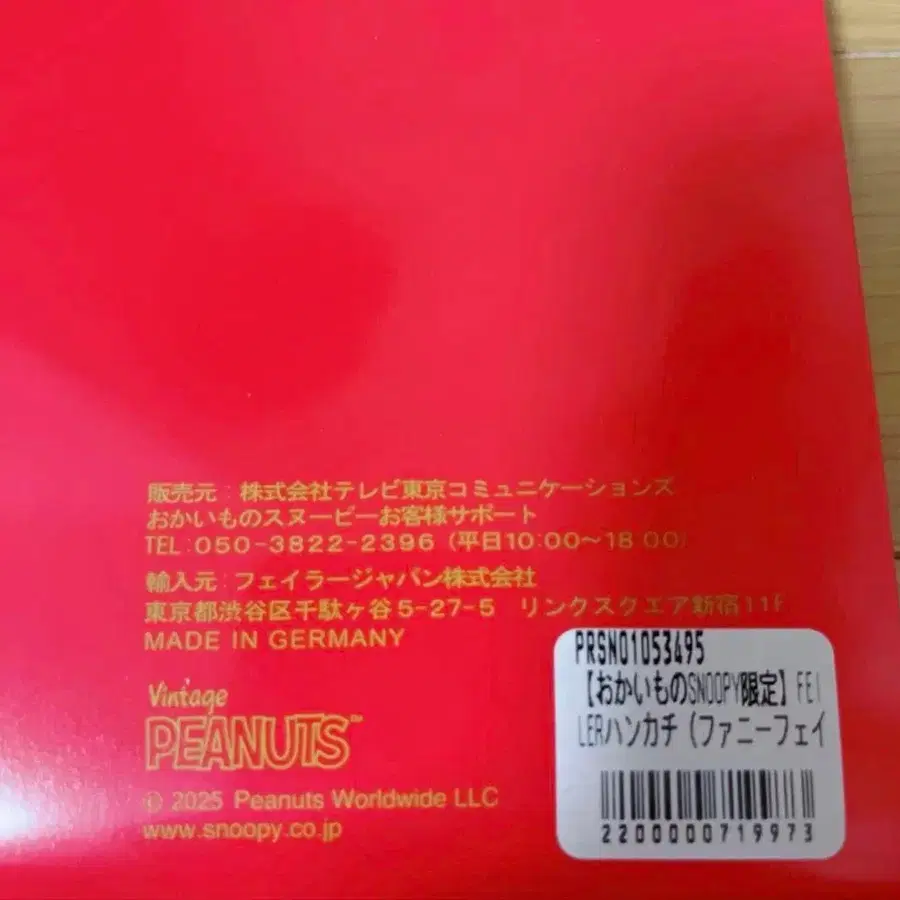 販売元：株式会社テレビ東京コミュニケーションズ
おかいものスヌーピーお客様サポート
TEL:050-3822-2396 (平日10:00～18:00)
輸入元：フェイラージャパン株式会社
東京都渋谷区千駄ヶ谷5-27-5 リンクスクエア新宿11F
MADE IN GERMANY
Vintage
PEANUTS™
© 2025 Peanuts Worldwide LLC
www.snoopy.co.jp
PRSN01053495
【おかいものSNOOPY限定】FEI
LERハンカチ (ファニーフェイ
2200000719973